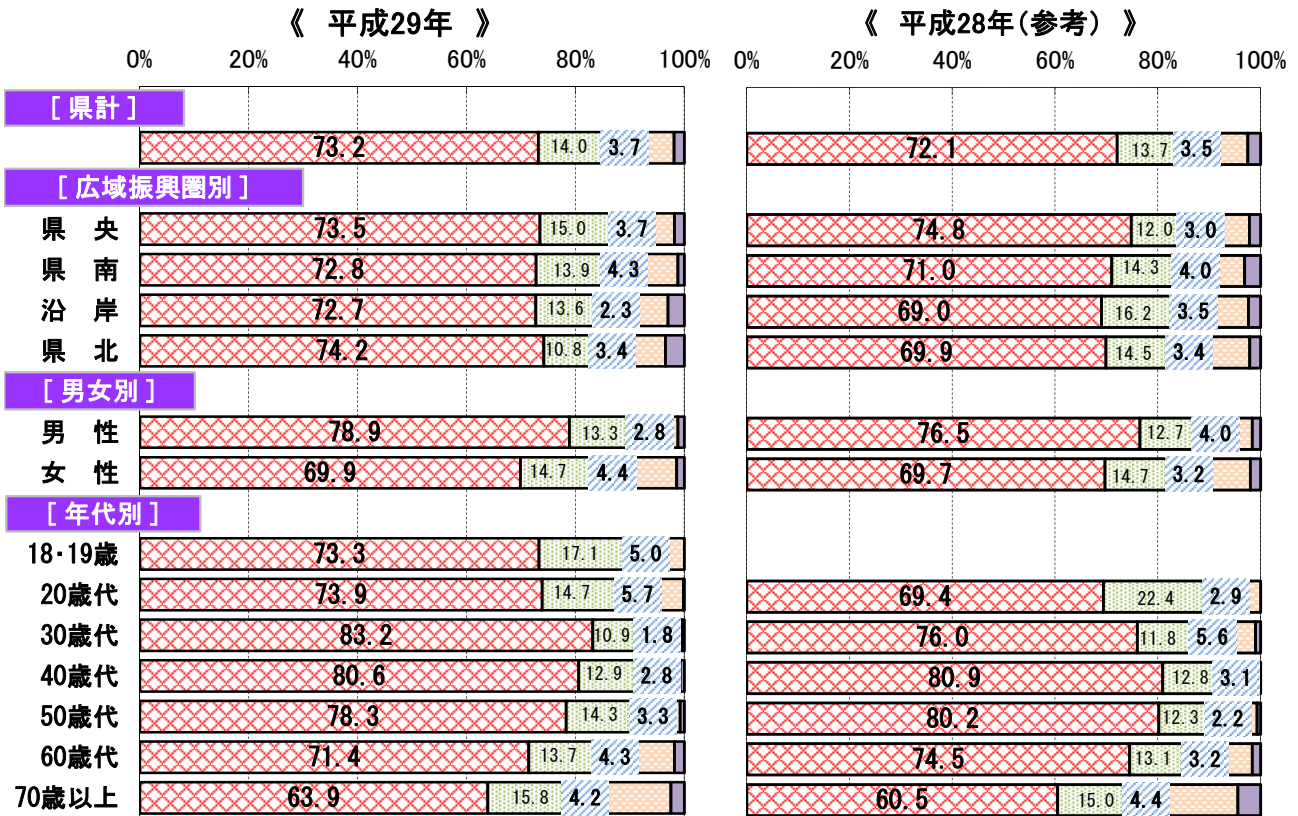 《 平成29年 》 《 平成28年(参考) 》
0% 20% 40% 60% 80% 100% 0% 20% 40% 60% 80% 100%
[ 県計 ]
73.2 14.0 3.7 72.1 13.7 3.5
[ 広域振興圏別 ]
県 央 73.5 15.0 3.7 74.8 12.0 3.0
県 南 72.8 13.9 4.3 71.0 14.3 4.0
沿 岸 72.7 13.6 2.3 69.0 16.2 3.5
県 北 74.2 10.8 3.4 69.9 14.5 3.4
[ 男女別 ]
男 性 78.9 13.3 2.8 76.5 12.7 4.0
女 性 69.9 14.7 4.4 69.7 14.7 3.2
[ 年代別 ]
18・19歳 73.3 17.1 5.0
20歳代 73.9 14.7 5.7 69.4 22.4 2.9
30歳代 83.2 10.9 1.8 76.0 11.8 5.6
40歳代 80.6 12.9 2.8 80.9 12.8 3.1
50歳代 78.3 14.3 3.3 80.2 12.3 2.2
60歳代 71.4 13.7 4.3 74.5 13.1 3.2
70歳以上 63.9 15.8 4.2 60.5 15.0 4.4